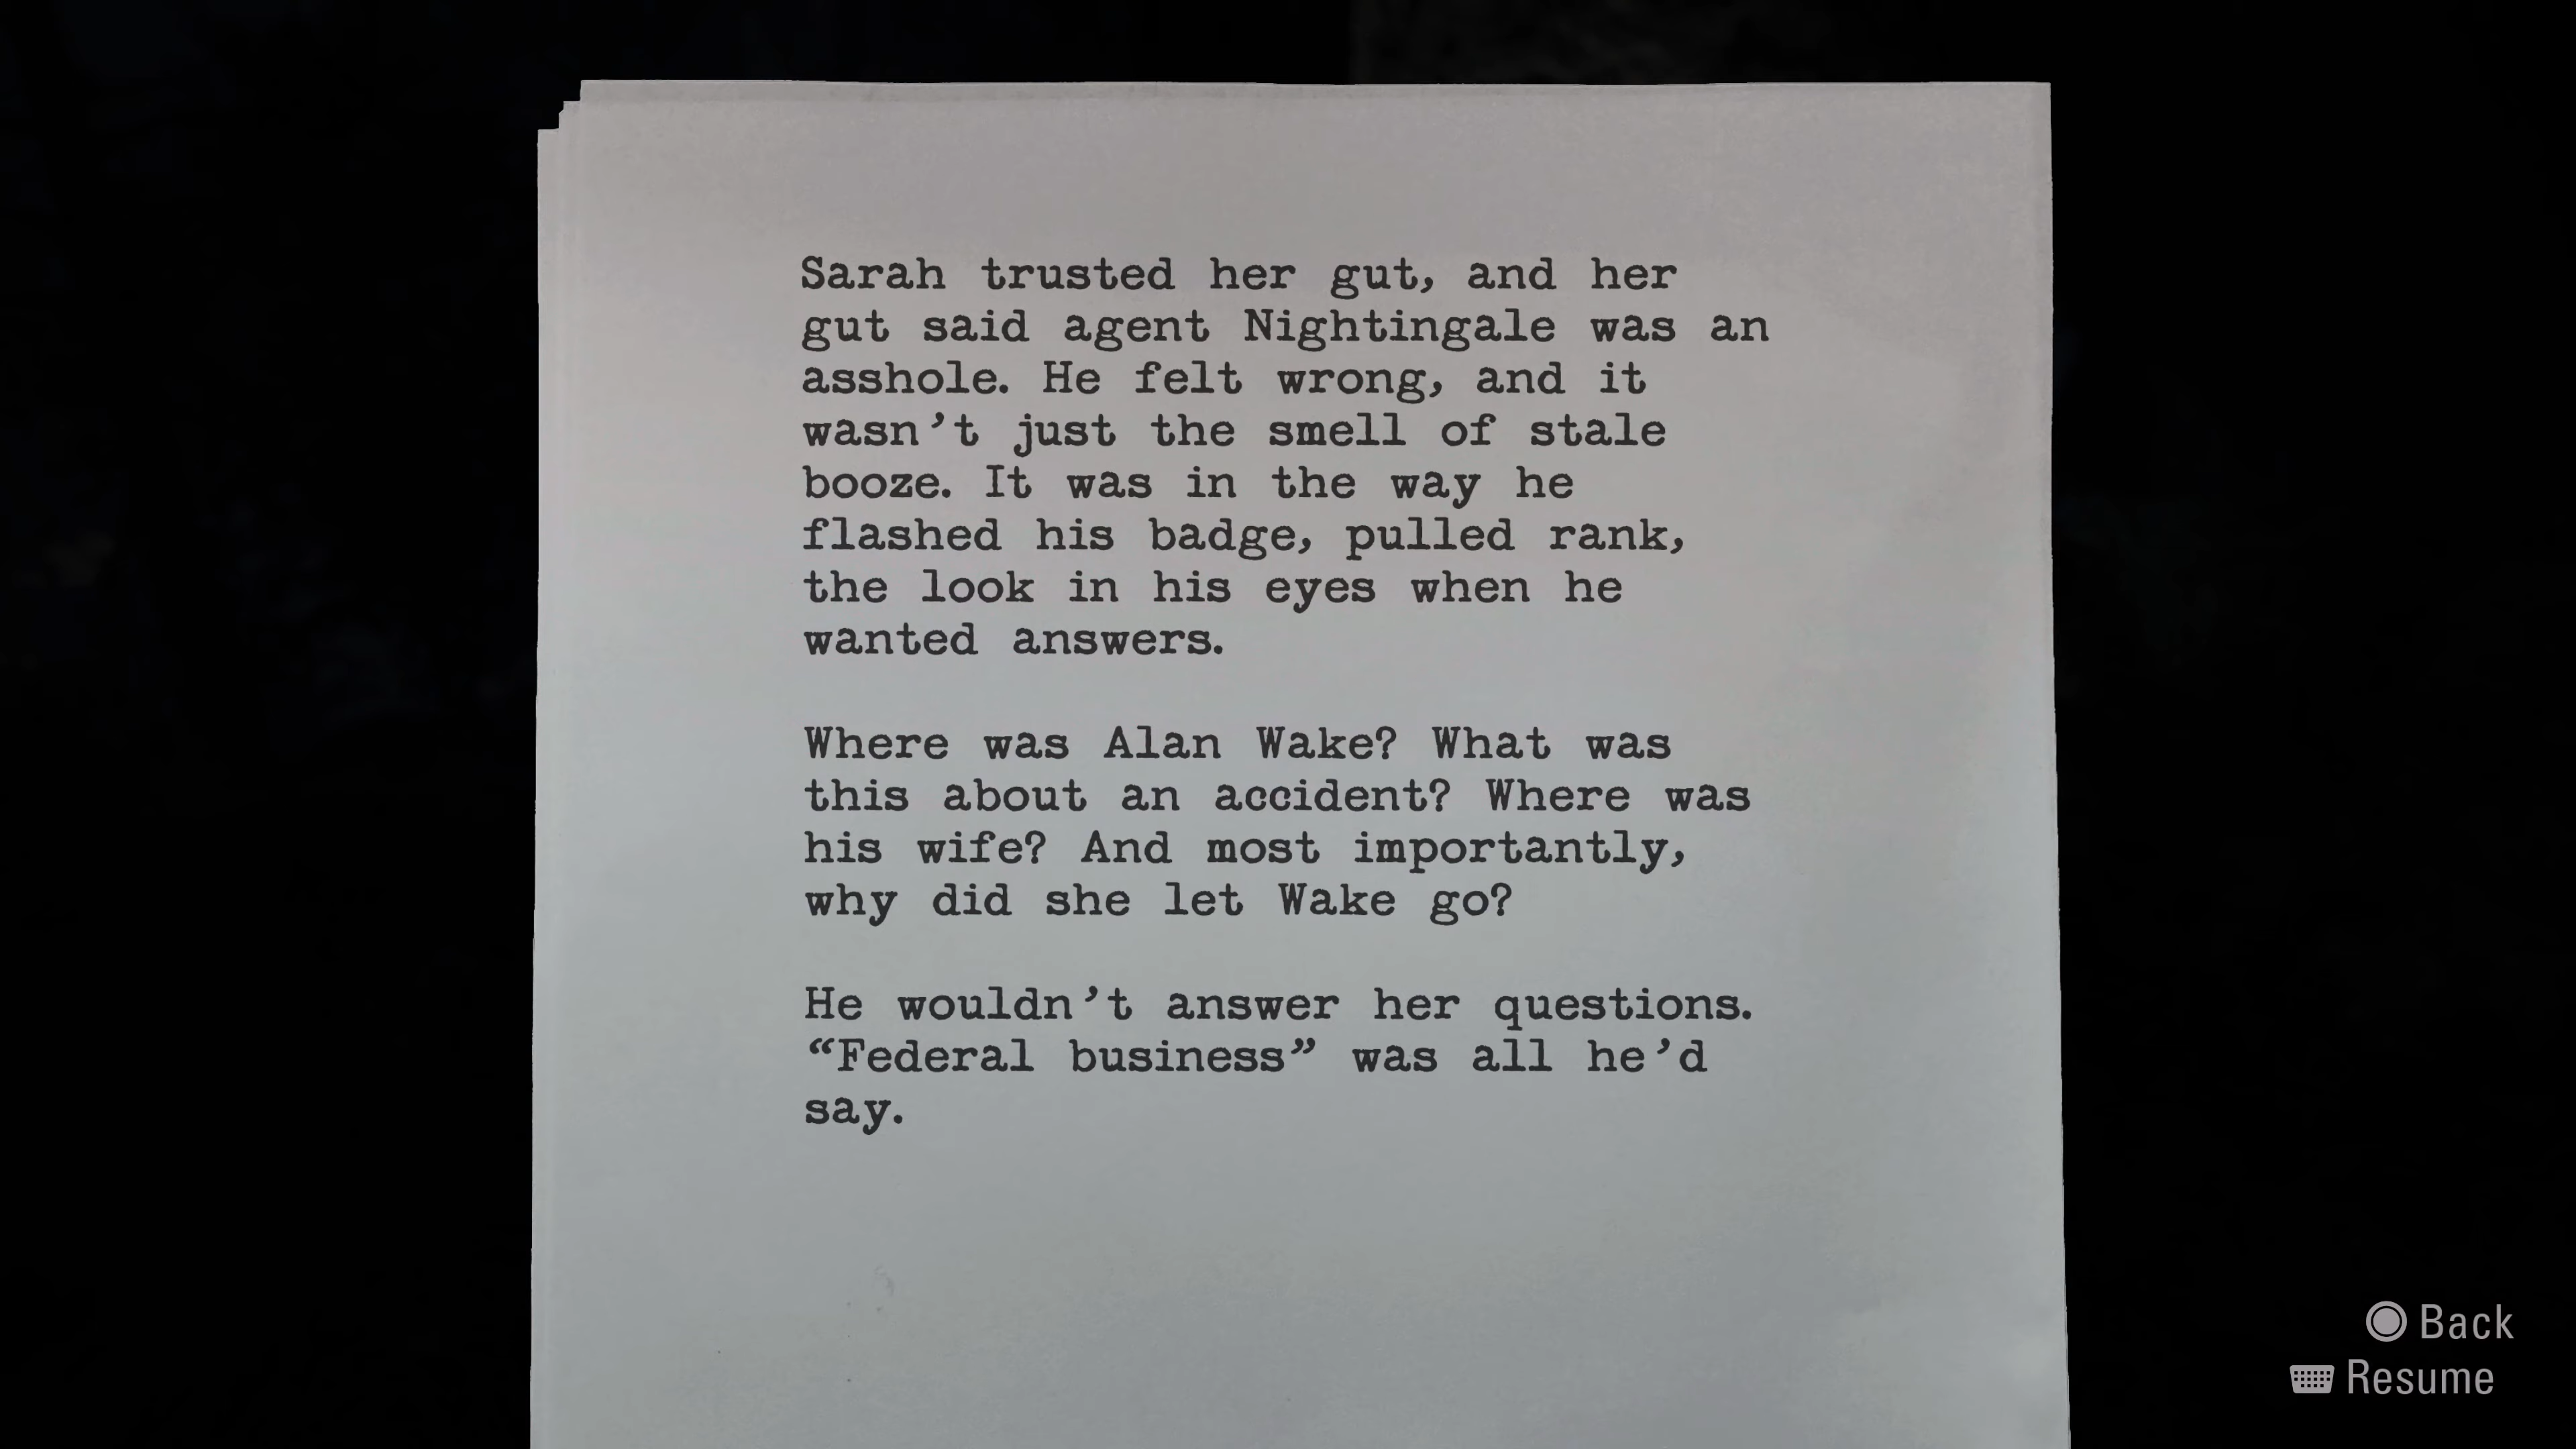 Sarah trusted her gut, and her
gut said agent Nightingale was an
asshole. He felt wrong, and it
wasn’t just the smell of stale
booze. It was in the way he
flashed his badge, pulled rank,
the look in his eyes when he
wanted answers.
Where was Alan Wake? What was
this about an accident? Where was
his wife? And most importantly,
why did she let Wake go?
He wouldn’t answer her questions.
“Federal business” was all he’d
say.
Back
Resume